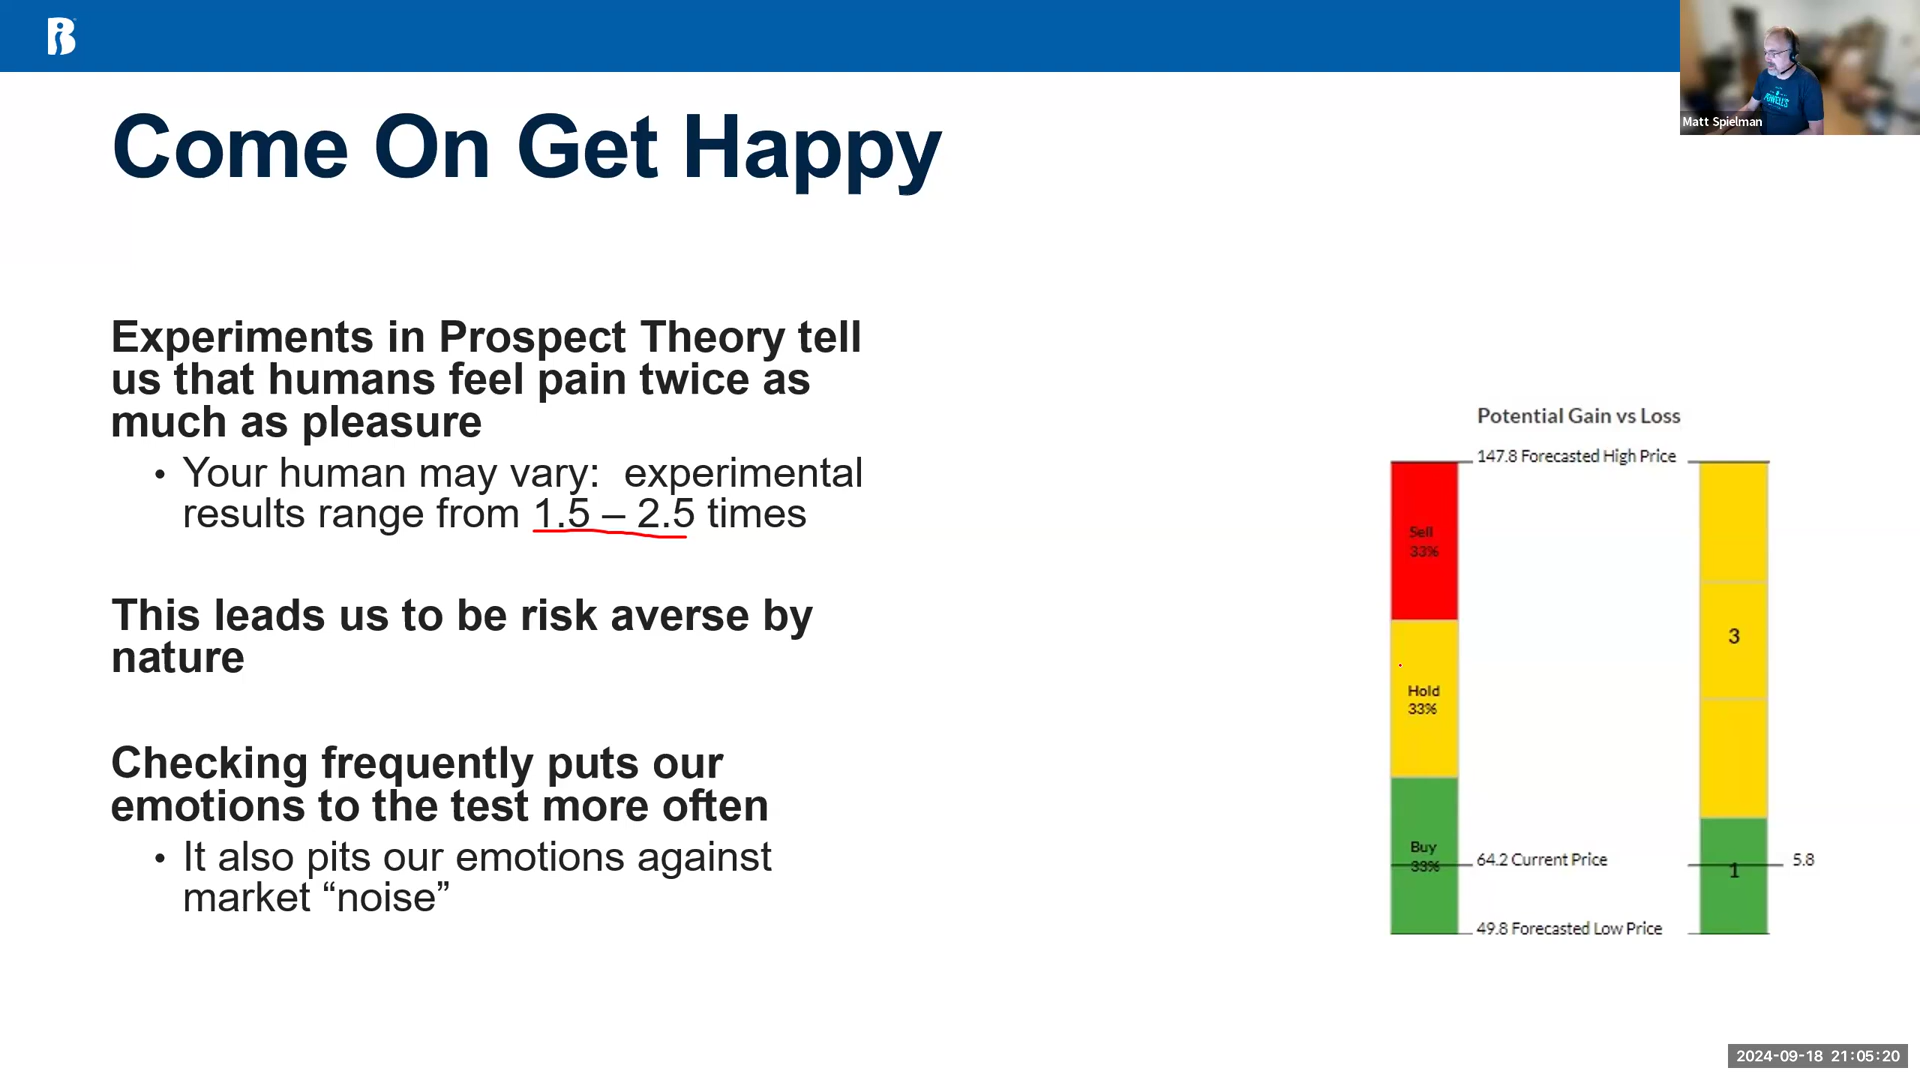 Come On Get Happy
Matt Spielman
Experiments in Prospect Theory tell
us that humans feel pain twice as
much as pleasure
• Your human may vary:  experimental
results range from 1.5 – 2.5 times
This leads us to be risk averse by
nature
Checking frequently puts our
emotions to the test more often
• It also pits our emotions against
market “noise”
Potential Gain vs Loss
147.8 Forecasted High Price
Sell
33%
3
Hold
33%
Buy
33%
64.2 Current Price
1
5.8
49.8 Forecasted Low Price
2024-09-18 21:05:20